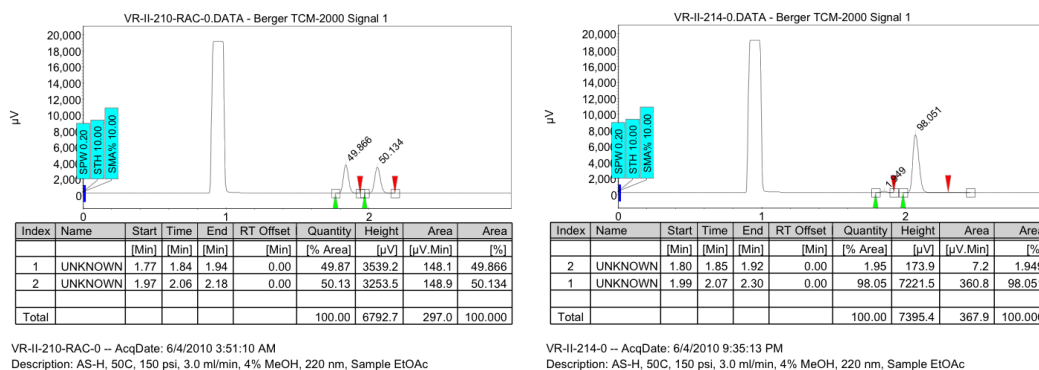 VR-II-210-RAC-0.DATA - Berger TCM-2000 Signal 1
µV
20,000
18,000
16,000
14,000
12,000
10,000
8,000
6,000
4,000
2,000
0
SPW 0.20
STH 10.00
SMA% 10.00
49.866
50.134
0 1 2
Index Name Start Time End RT Offset Quantity Height Area Area
[Min] [Min] [Min] [Min] [% Area] [µV] [µV.Min] [%]
1 UNKNOWN 1.77 1.84 1.94 0.00 49.87 3539.2 148.1 49.866
2 UNKNOWN 1.97 2.06 2.18 0.00 50.13 3253.5 148.9 50.134
Total 100.00 6792.7 297.0 100.000
VR-II-210-RAC-0 -- AcqDate: 6/4/2010 3:51:10 AM
Description: AS-H, 50C, 150 psi, 3.0 ml/min, 4% MeOH, 220 nm, Sample EtOAc
VR-II-214-0.DATA - Berger TCM-2000 Signal 1
µV
20,000
18,000
16,000
14,000
12,000
10,000
8,000
6,000
4,000
2,000
0
SPW 0.20
STH 10.00
SMA% 10.00
1.949
98.051
0 1 2
Index Name Start Time End RT Offset Quantity Height Area Area
[Min] [Min] [Min] [Min] [% Area] [µV] [µV.Min] [%]
2 UNKNOWN 1.80 1.85 1.92 0.00 1.95 173.9 7.2 1.949
1 UNKNOWN 1.99 2.07 2.30 0.00 98.05 7221.5 360.8 98.051
Total 100.00 7395.4 367.9 100.000
VR-II-214-0 -- AcqDate: 6/4/2010 9:35:13 PM
Description: AS-H, 50C, 150 psi, 3.0 ml/min, 4% MeOH, 220 nm, Sample EtOAc